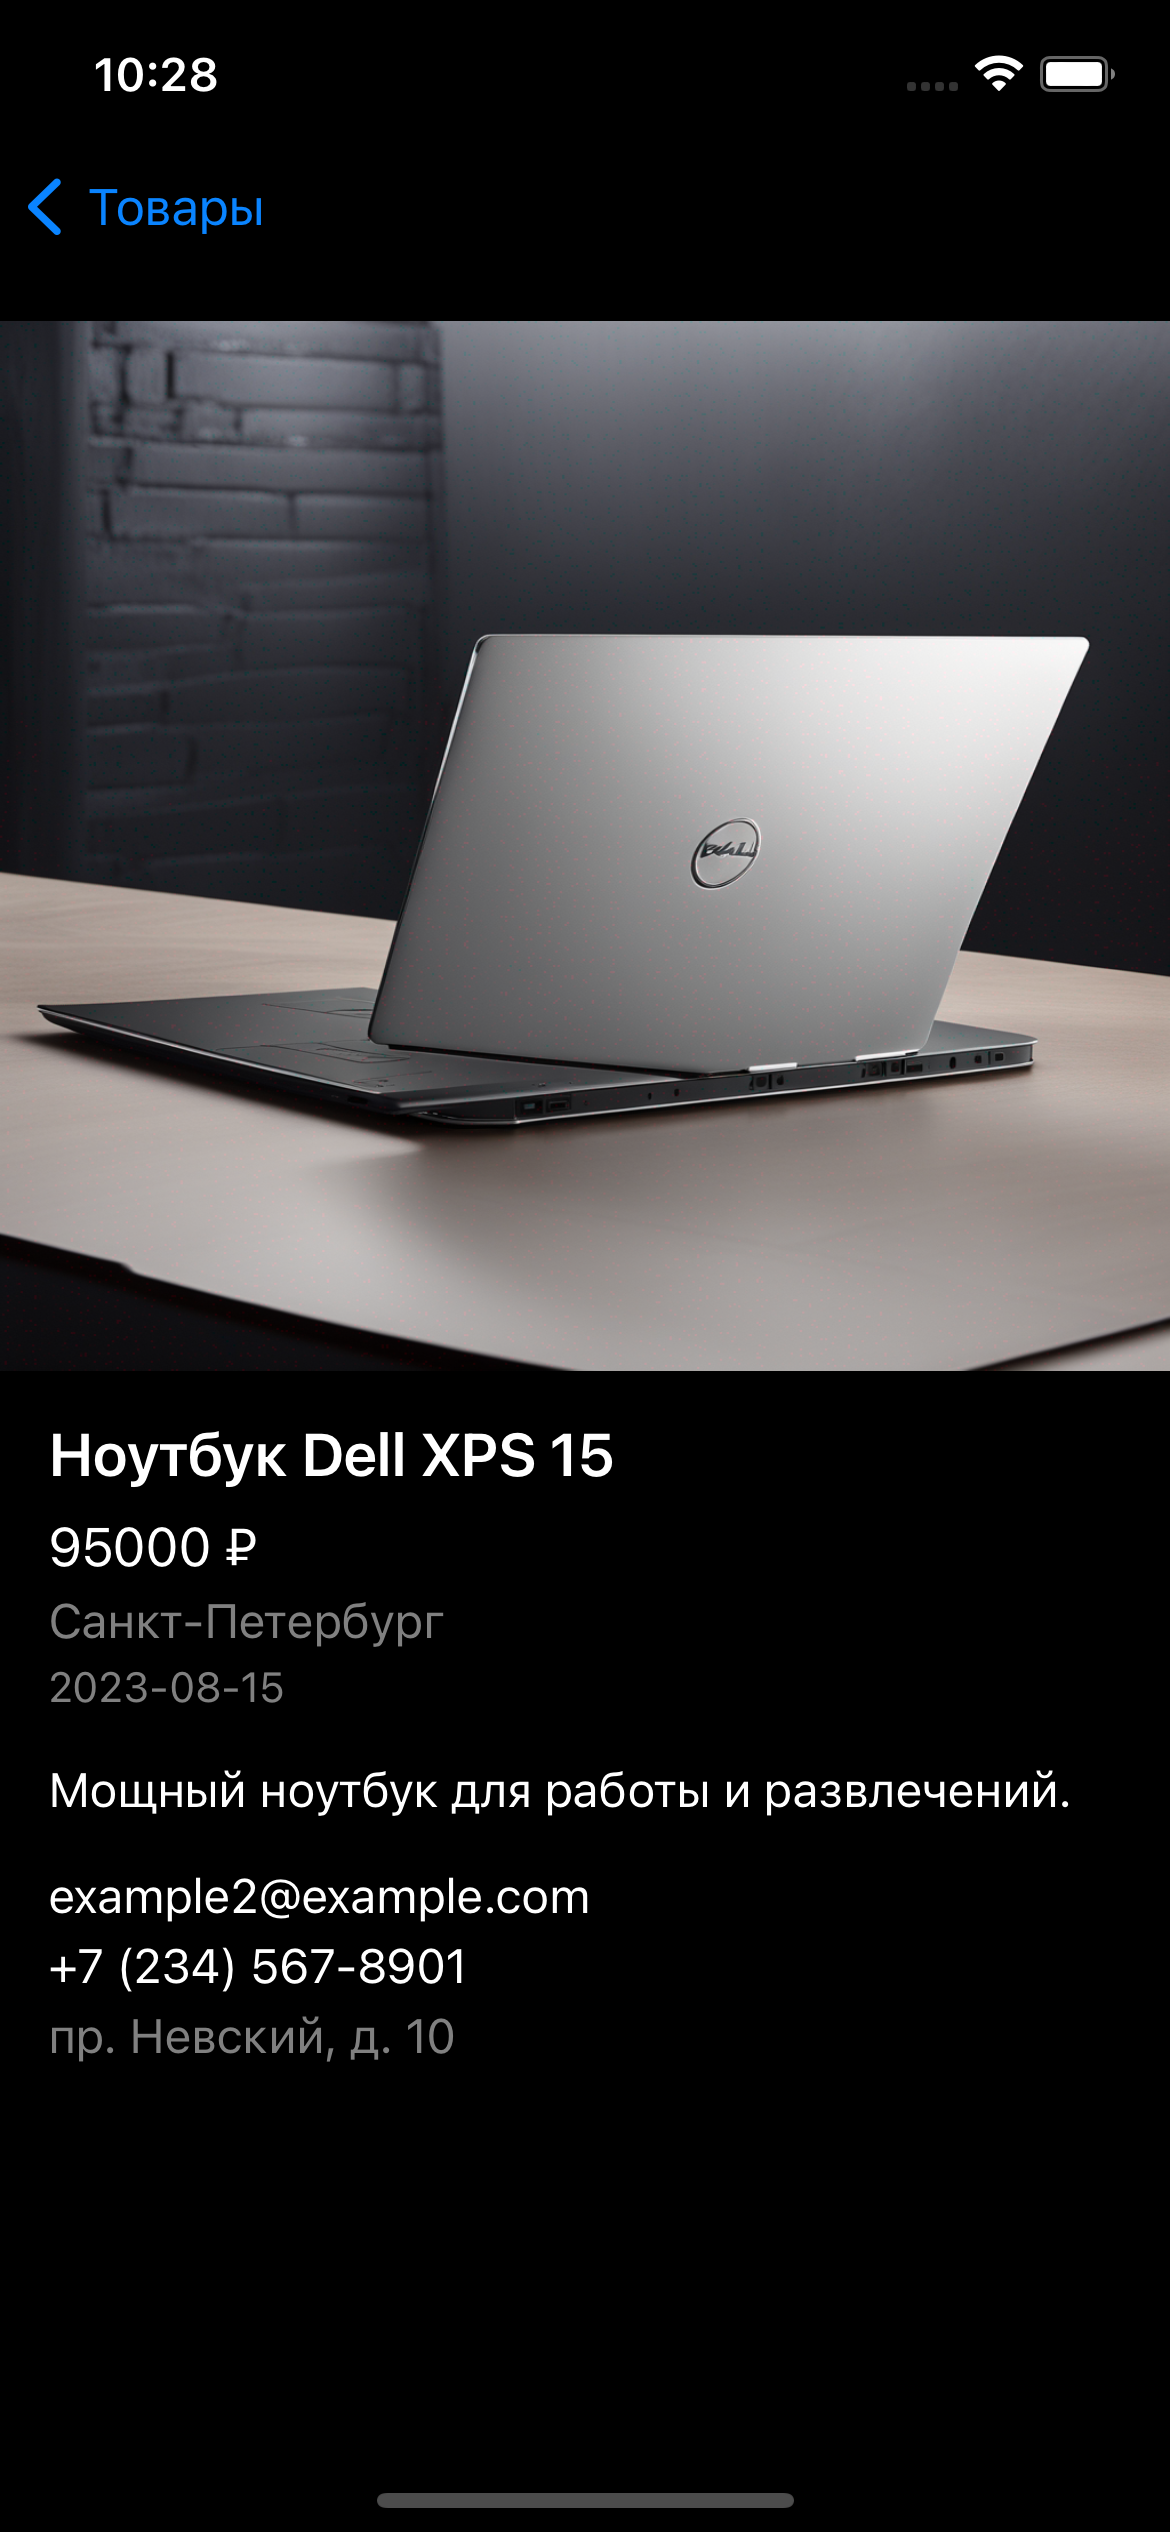 10:28
Товары
Ноутбук Dell XPS 15
95000 ₽
Санкт-Петербург
2023-08-15
Мощный ноутбук для работы и развлечений.
example2@example.com
+7 (234) 567-8901
пр. Невский, д. 10